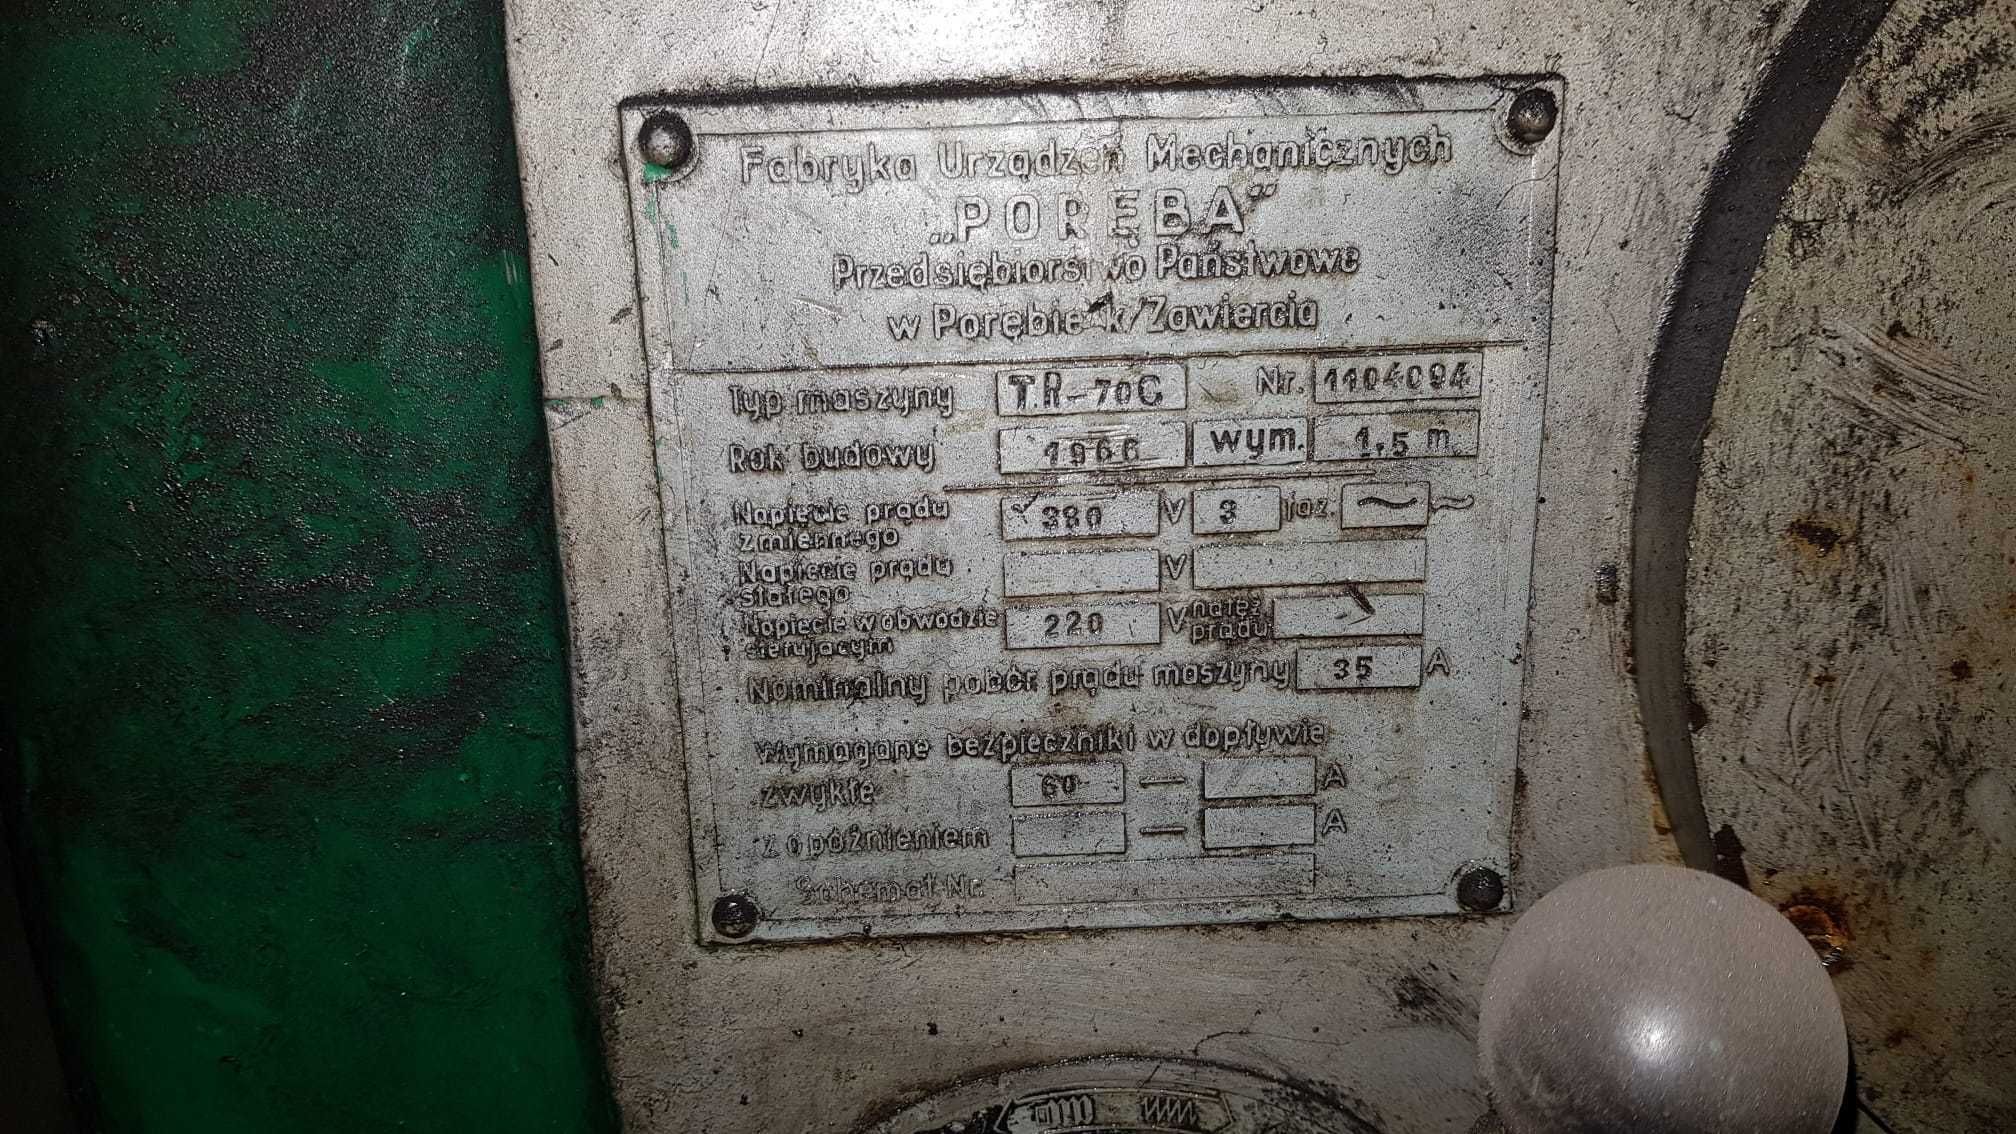 Fabryka Urządzeń Mechanicznych
„PORĘBA”
Przedsiębiorstwo Państwowe
w Porębie k/Zawiercia
Typ maszyny TR-70C Nr. 1104094
Rok budowy 1966 wym. 1,5 m
Napięcie prądu zmiennego 380 V 3 faz. ~
Napięcie prądu stałego V
Napięcie w obwodzie sterującym 220 V natęż. prądu
Nominalny pobór prądu maszyny 35 A
Wymagane bezpieczniki w dopływie
zwykłe 60 — A
z opóźnieniem — A
Schemat Nr.